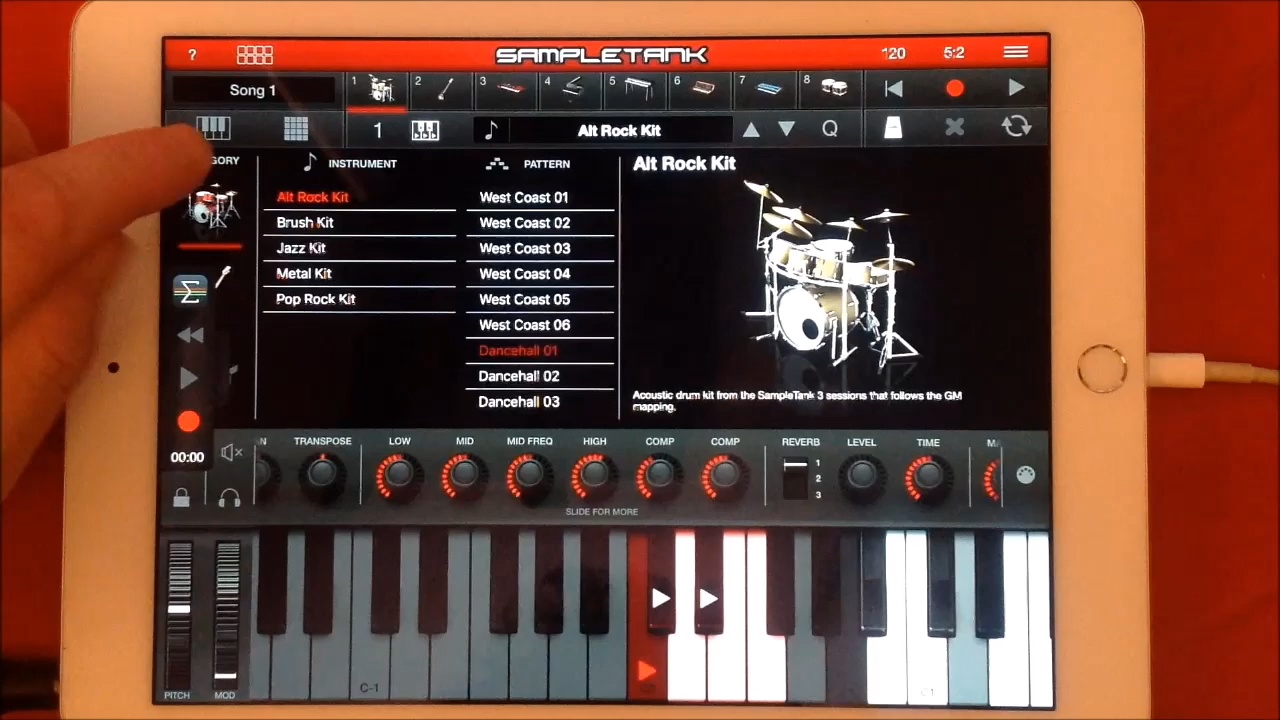 ? SAMPLETANK 120 5:2
Song 1 1 2 3 4 5 6 7 8
1 Alt Rock Kit Q
GORY INSTRUMENT PATTERN Alt Rock Kit
Alt Rock Kit West Coast 01
Brush Kit West Coast 02
Jazz Kit West Coast 03
Metal Kit West Coast 04
Pop Rock Kit West Coast 05
West Coast 06
Dancehall 01
Dancehall 02
Dancehall 03
Acoustic drum kit from the SampleTank 3 sessions that follows the GM
mapping.
Σ
00:00
N TRANSPOSE LOW MID MID FREQ HIGH COMP COMP REVERB LEVEL TIME M
1
2
3
SLIDE FOR MORE
PITCH MOD C-1 C1